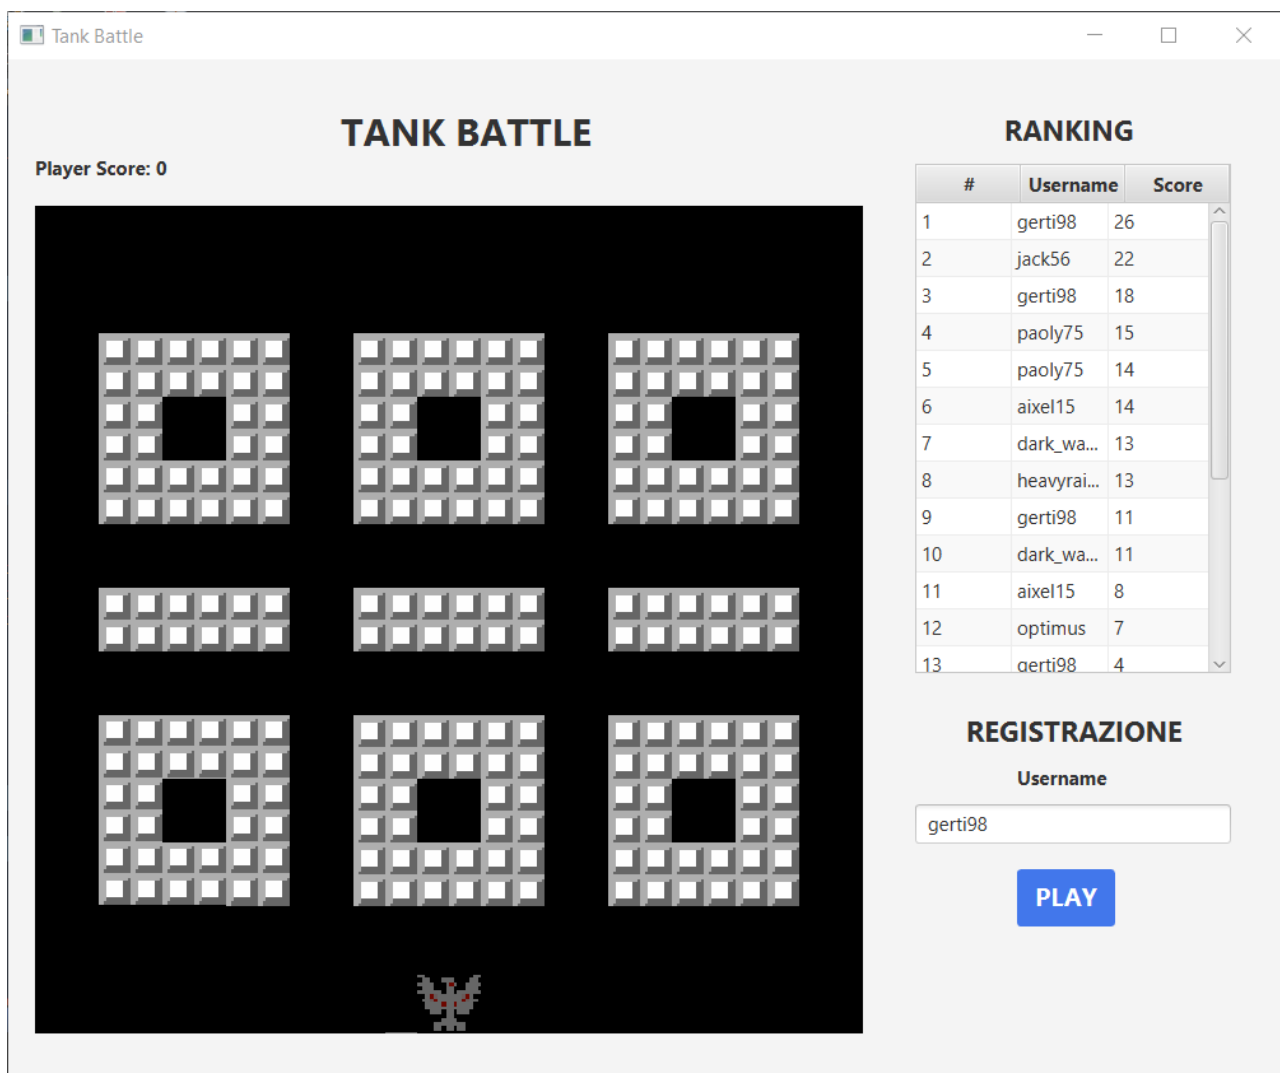 Tank Battle
TANK BATTLE
Player Score: 0
RANKING
# Username Score
1 gerti98 26
2 jack56 22
3 gerti98 18
4 paoly75 15
5 paoly75 14
6 aixel15 14
7 dark_wa... 13
8 heavyrai... 13
9 gerti98 11
10 dark_wa... 11
11 aixel15 8
12 optimus 7
13 gerti98 4
REGISTRAZIONE
Username
gerti98
PLAY